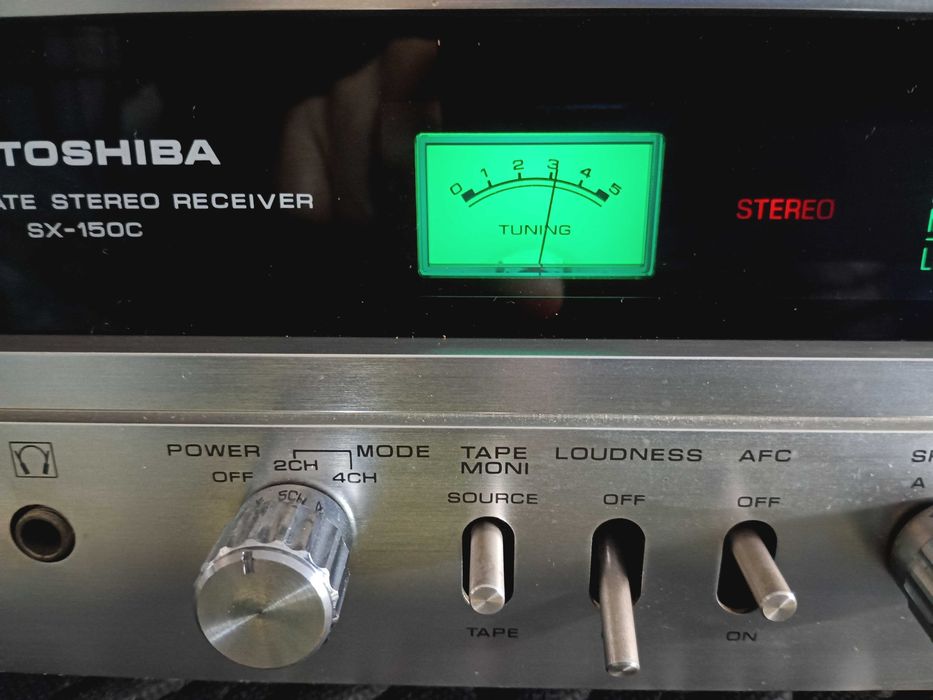 TOSHIBA
ATE STEREO RECEIVER
SX-150C
0 1 2 3 4 5
TUNING
STEREO
L
POWER
OFF
2CH
MODE
4CH
TAPE
MONI
SOURCE
TAPE
LOUDNESS
OFF
AFC
OFF
ON
SP
A